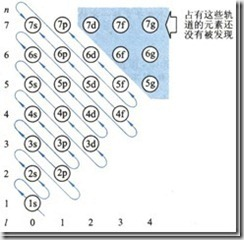 n
7 7s 7p 7d 7f 7g
占有这些轨
道的元素还
没有被发现
6 6s 6p 6d 6f 6g
5 5s 5p 5d 5f 5g
4 4s 4p 4d 4f
3 3s 3p 3d
2 2s 2p
1 1s
l 0 1 2 3 4